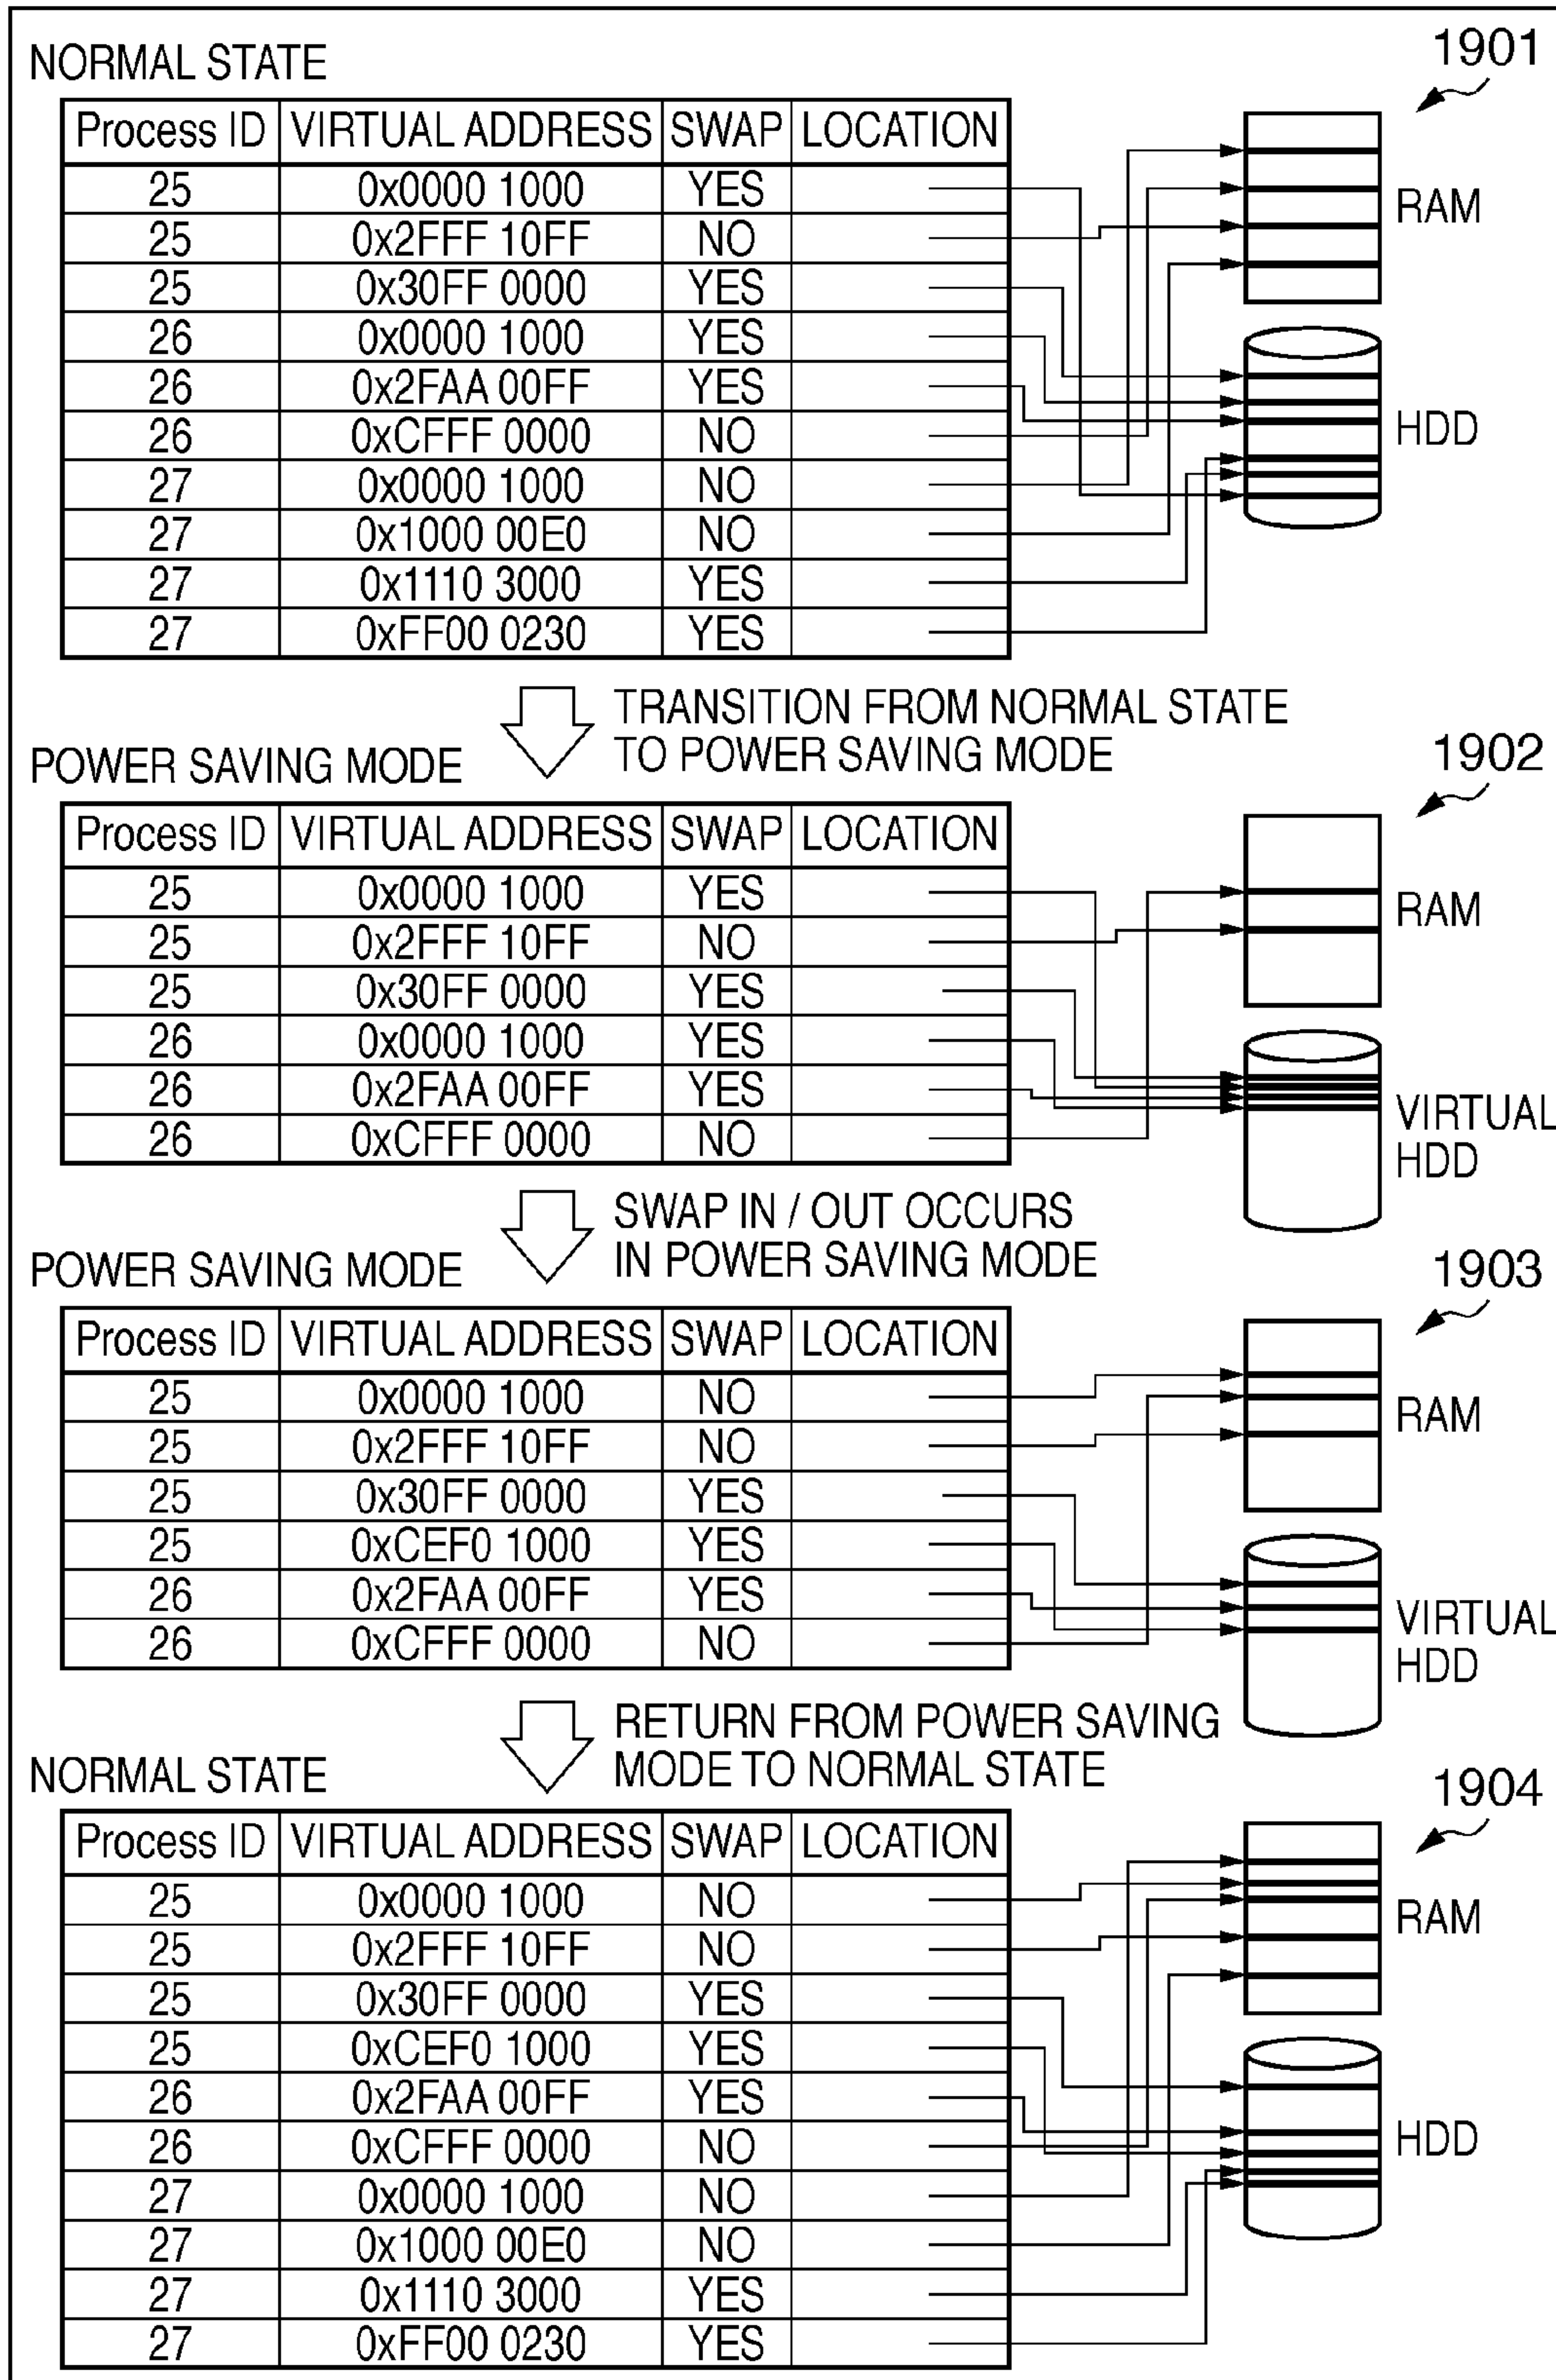 1901
NORMAL STATE
Process ID VIRTUAL ADDRESS SWAP LOCATION
25 0x0000 1000 YES
25 0x2FFF 10FF NO
25 0x30FF 0000 YES
26 0x0000 1000 YES
26 0x2FAA 00FF YES
26 0xCFFF 0000 NO
27 0x0000 1000 NO
27 0x1000 00E0 NO
27 0x1110 3000 YES
27 0xFF00 0230 YES
RAM
HDD
TRANSITION FROM NORMAL STATE
TO POWER SAVING MODE
1902
POWER SAVING MODE
Process ID VIRTUAL ADDRESS SWAP LOCATION
25 0x0000 1000 YES
25 0x2FFF 10FF NO
25 0x30FF 0000 YES
26 0x0000 1000 YES
26 0x2FAA 00FF YES
26 0xCFFF 0000 NO
RAM
VIRTUAL
HDD
SWAP IN / OUT OCCURS
IN POWER SAVING MODE
1903
POWER SAVING MODE
Process ID VIRTUAL ADDRESS SWAP LOCATION
25 0x0000 1000 NO
25 0x2FFF 10FF NO
25 0x30FF 0000 YES
25 0xCEF0 1000 YES
26 0x2FAA 00FF YES
26 0xCFFF 0000 NO
RAM
VIRTUAL
HDD
RETURN FROM POWER SAVING
MODE TO NORMAL STATE
1904
NORMAL STATE
Process ID VIRTUAL ADDRESS SWAP LOCATION
25 0x0000 1000 NO
25 0x2FFF 10FF NO
25 0x30FF 0000 YES
25 0xCEF0 1000 YES
26 0x2FAA 00FF YES
26 0xCFFF 0000 NO
27 0x0000 1000 NO
27 0x1000 00E0 NO
27 0x1110 3000 YES
27 0xFF00 0230 YES
RAM
HDD